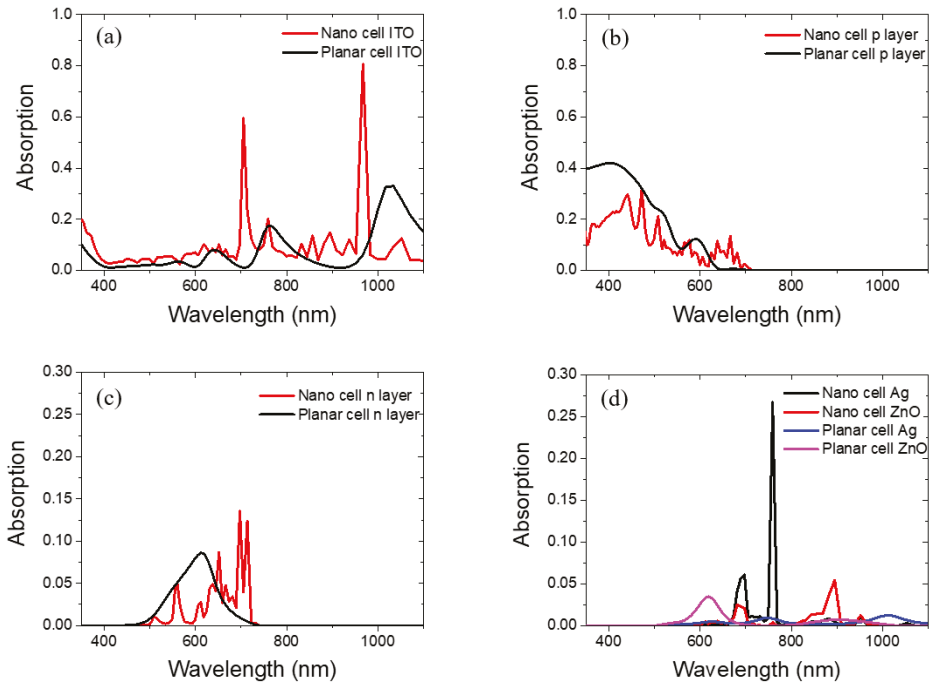 (a)
Nano cell ITO
Planar cell ITO
Absorption
1.0
0.8
0.6
0.4
0.2
0.0
400 600 800 1000
Wavelength (nm)
(b)
Nano cell p layer
Planar cell p layer
Absorption
1.0
0.8
0.6
0.4
0.2
0.0
400 600 800 1000
Wavelength (nm)
(c)
Nano cell n layer
Planar cell n layer
Absorption
0.30
0.25
0.20
0.15
0.10
0.05
0.00
400 600 800 1000
Wavelength (nm)
(d)
Nano cell Ag
Nano cell ZnO
Planar cell Ag
Planar cell ZnO
Absorption
0.30
0.25
0.20
0.15
0.10
0.05
0.00
400 600 800 1000
Wavelength (nm)